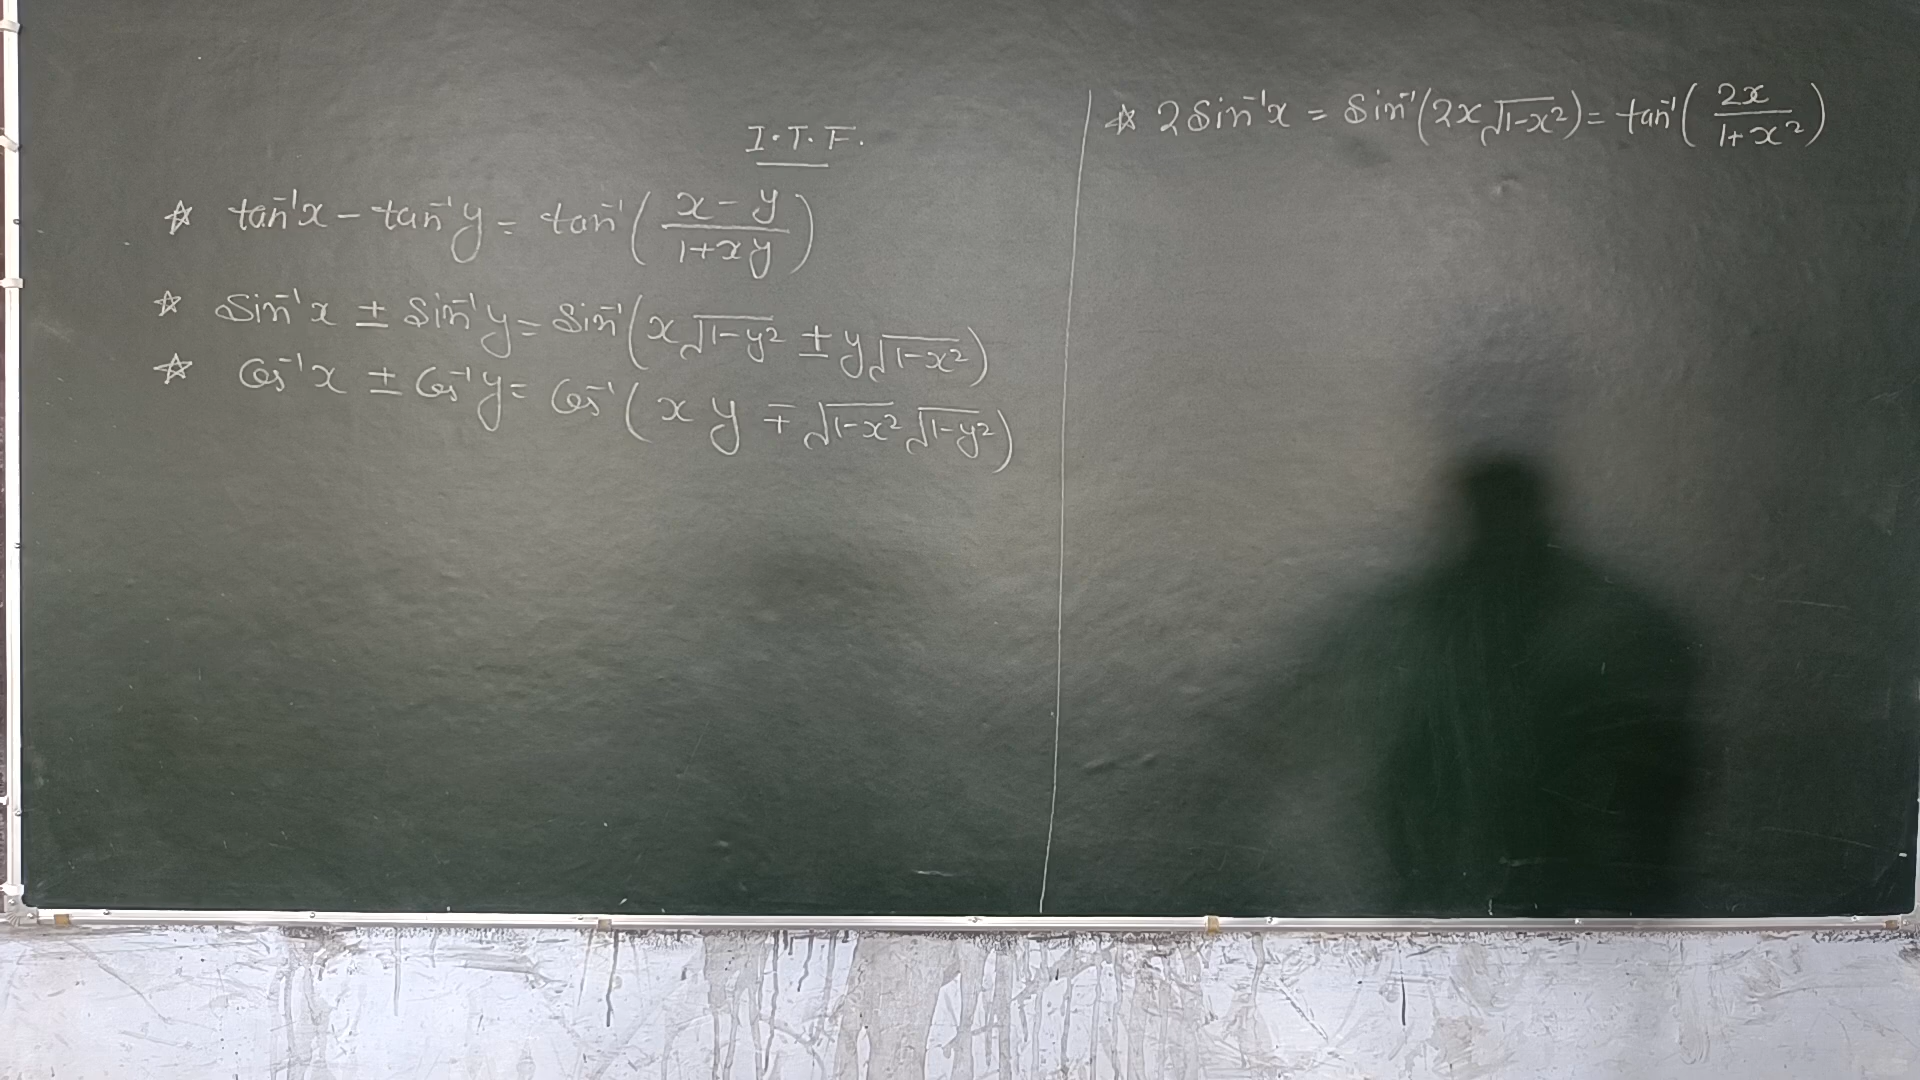 I.T.F.
☆ tan⁻¹x − tan⁻¹y = tan⁻¹((x − y)/(1+xy))
☆ Sin⁻¹x ± Sin⁻¹y = Sin⁻¹(x√(1−y²) ± y√(1−x²))
☆ Cos⁻¹x ± Cos⁻¹y = Cos⁻¹(xy ∓ √(1−x²) √(1−y²))
☆ 2Sin⁻¹x = Sin⁻¹(2x√(1−x²)) = tan⁻¹(2x/(1+x²))